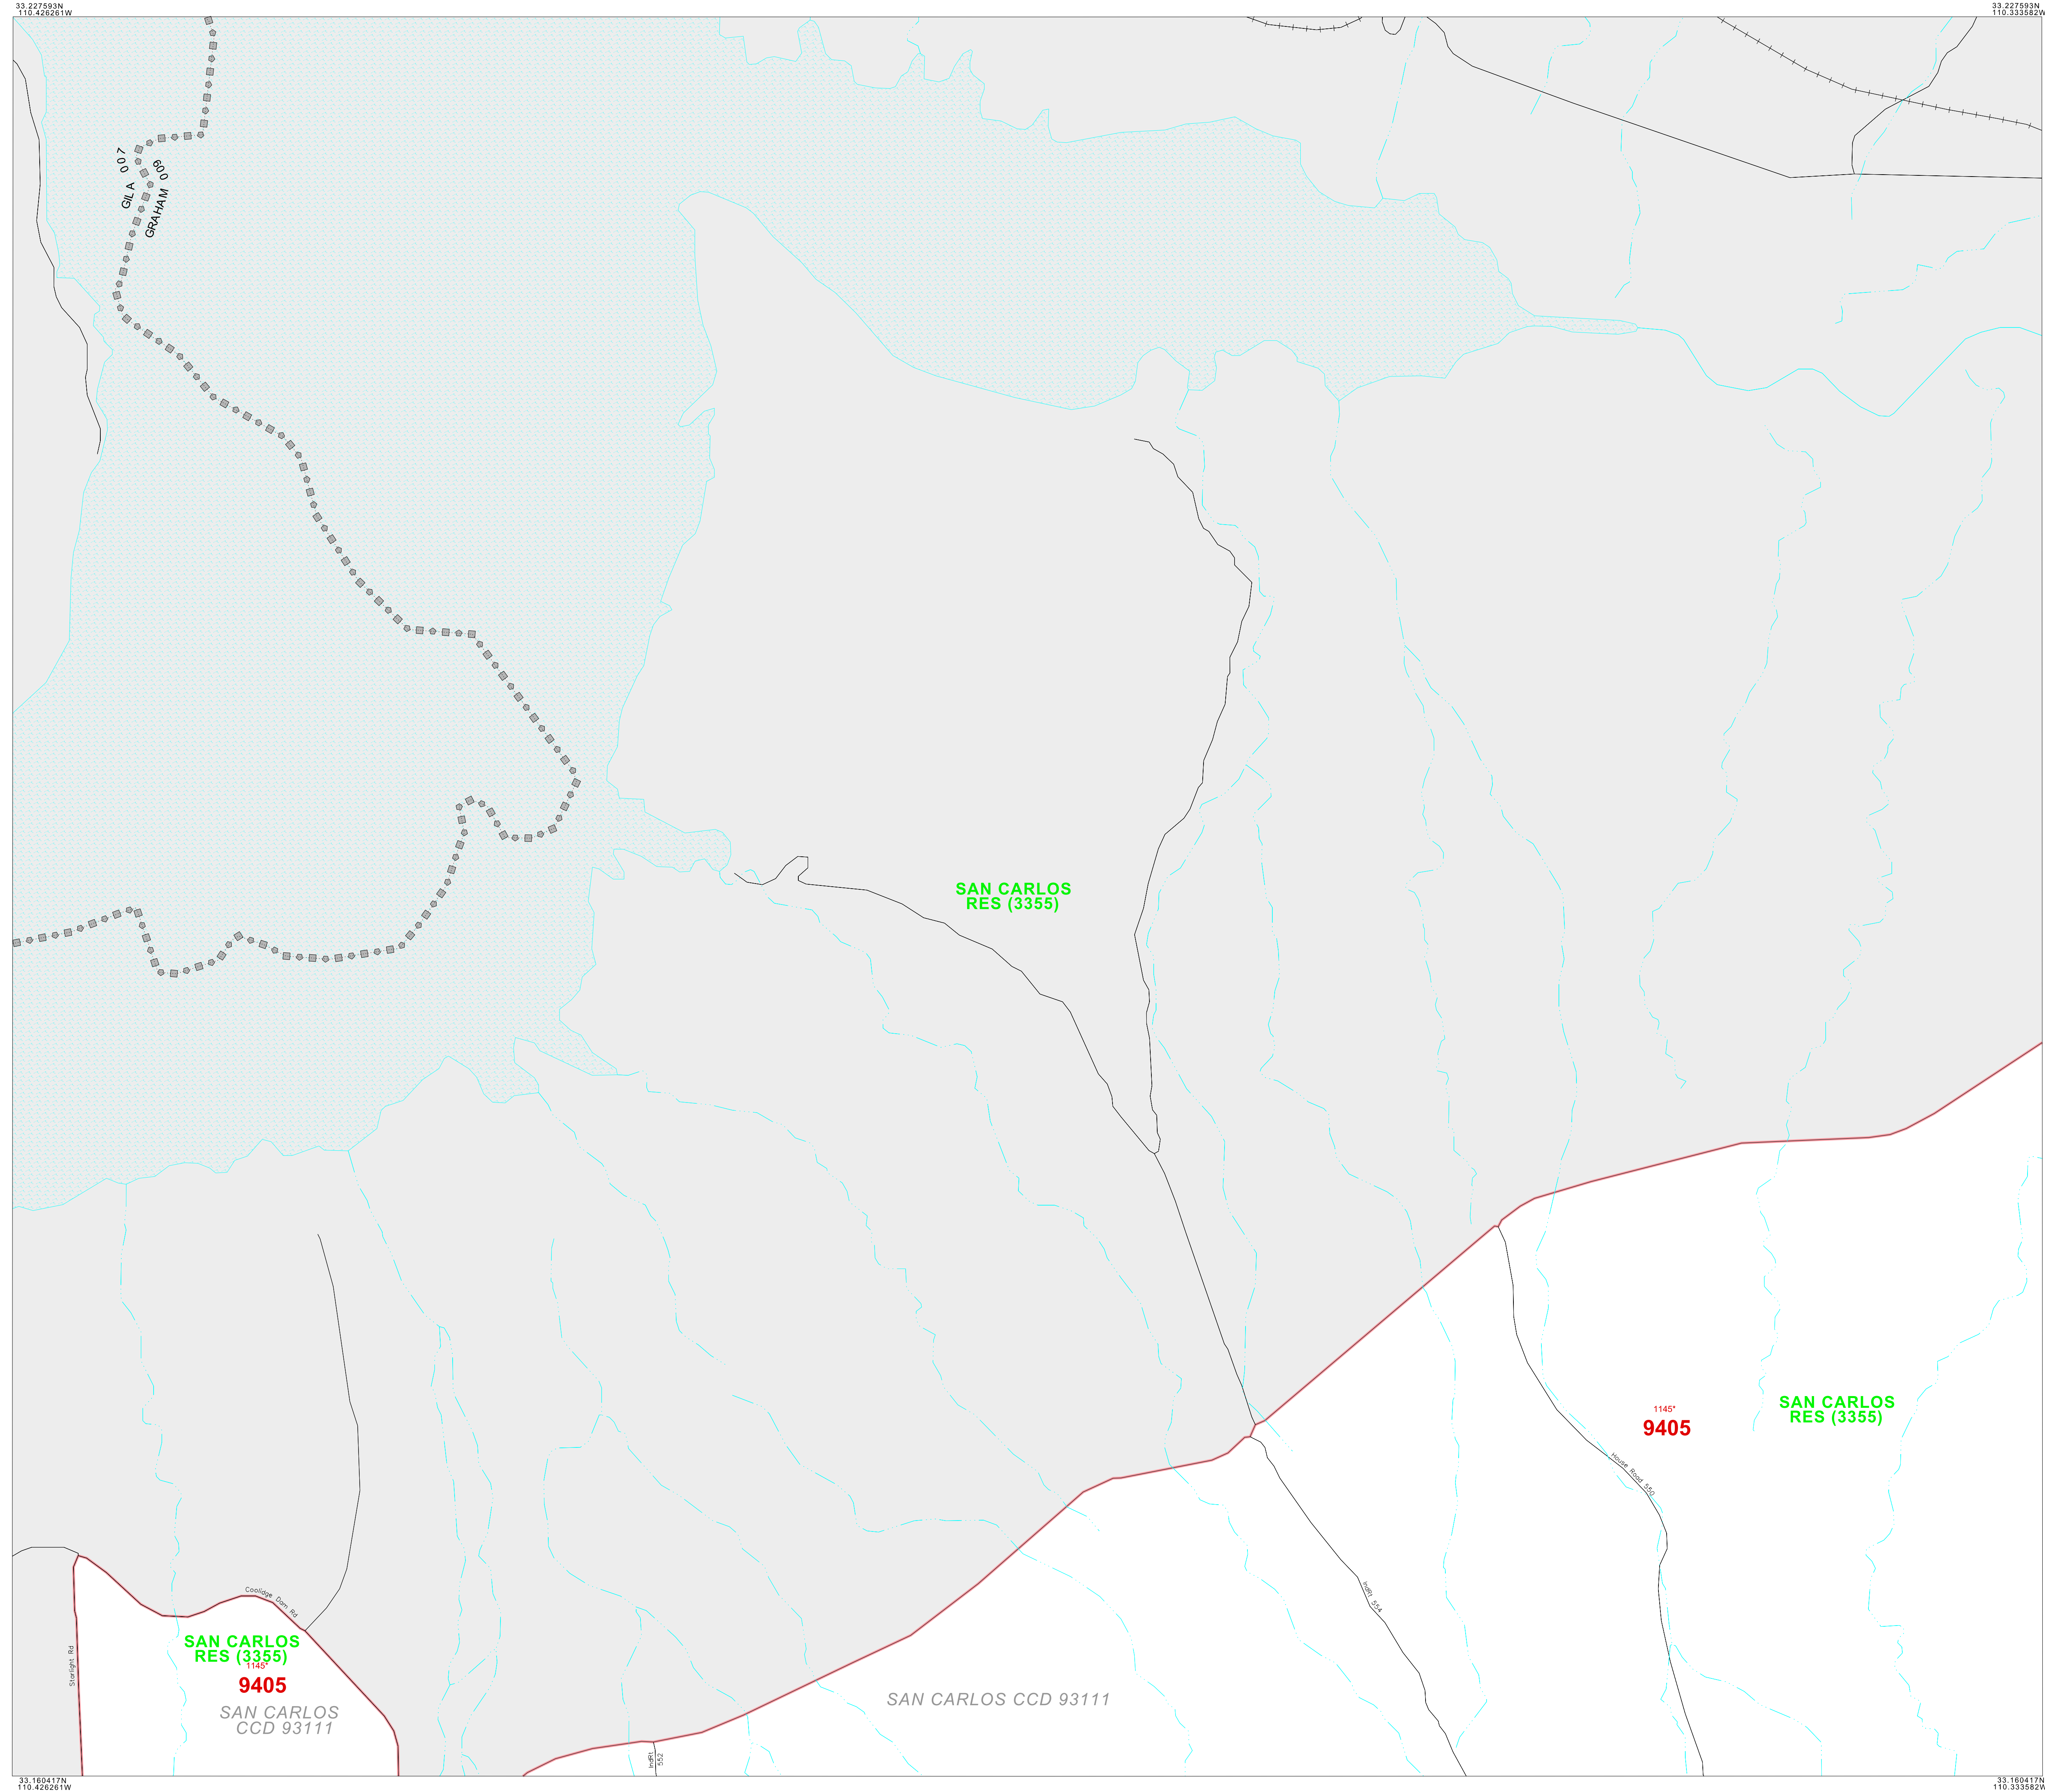 33.227593N
110.426261W
33.227593N
110.333582W
007
GILA
009
GRAHAM
SAN CARLOS
RES (3355)
SAN CARLOS
RES (3355)
1145*
9405
House Road 550
IndRt 554
Coolidge Dam Rd
Starlight Rd
SAN CARLOS
RES (3355)
1145*
9405
SAN CARLOS
CCD 93111
SAN CARLOS CCD 93111
IndRt
552
33.160417N
110.426261W
33.160417N
110.333582W